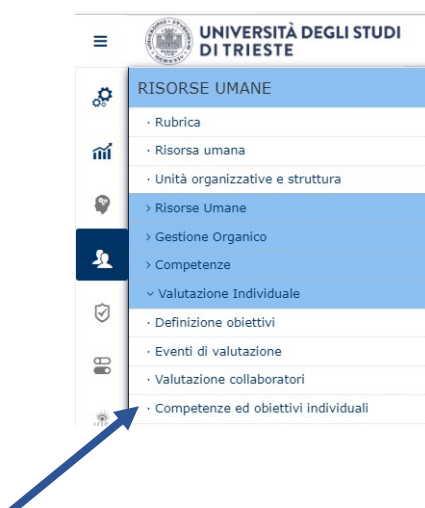 UNIVERSITÀ DEGLI STUDI
DI TRIESTE
RISORSE UMANE
· Rubrica
· Risorsa umana
· Unità organizzative e struttura
> Risorse Umane
> Gestione Organico
> Competenze
˅ Valutazione Individuale
· Definizione obiettivi
· Eventi di valutazione
· Valutazione collaboratori
· Competenze ed obiettivi individuali